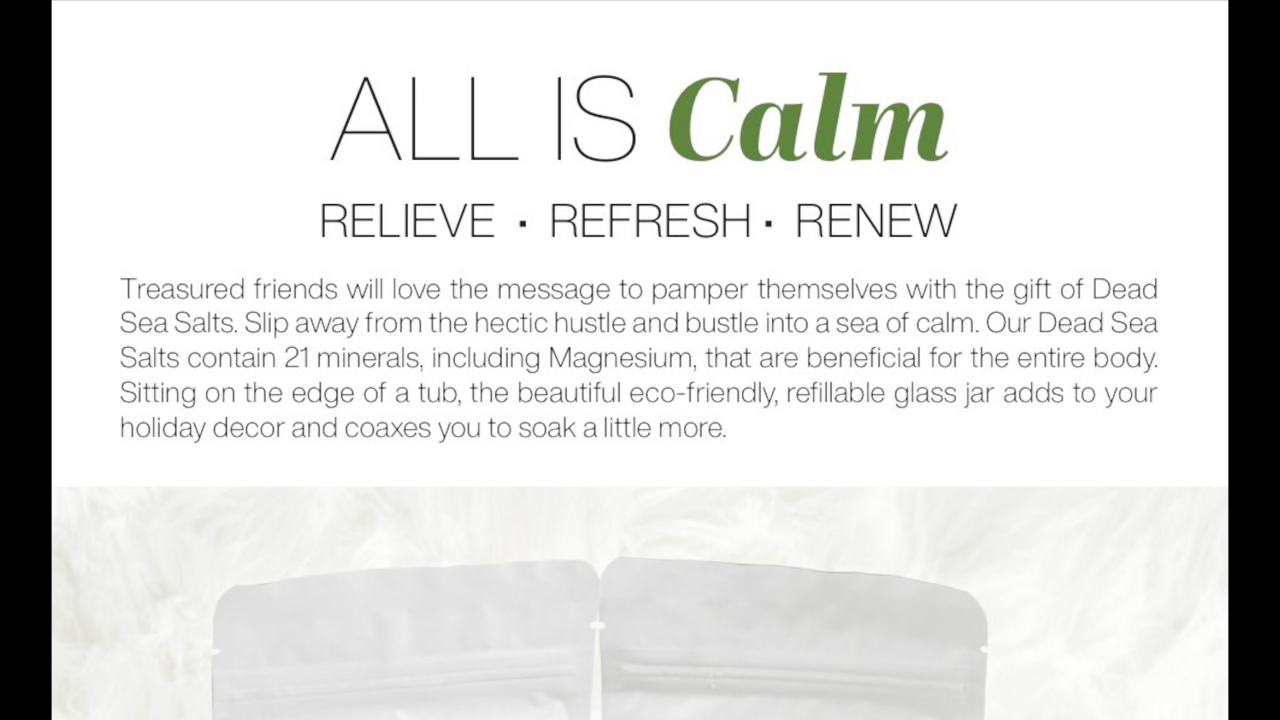 ALL IS Calm
RELIEVE · REFRESH · RENEW
Treasured friends will love the message to pamper themselves with the gift of Dead
Sea Salts. Slip away from the hectic hustle and bustle into a sea of calm. Our Dead Sea
Salts contain 21 minerals, including Magnesium, that are beneficial for the entire body.
Sitting on the edge of a tub, the beautiful eco-friendly, refillable glass jar adds to your
holiday decor and coaxes you to soak a little more.